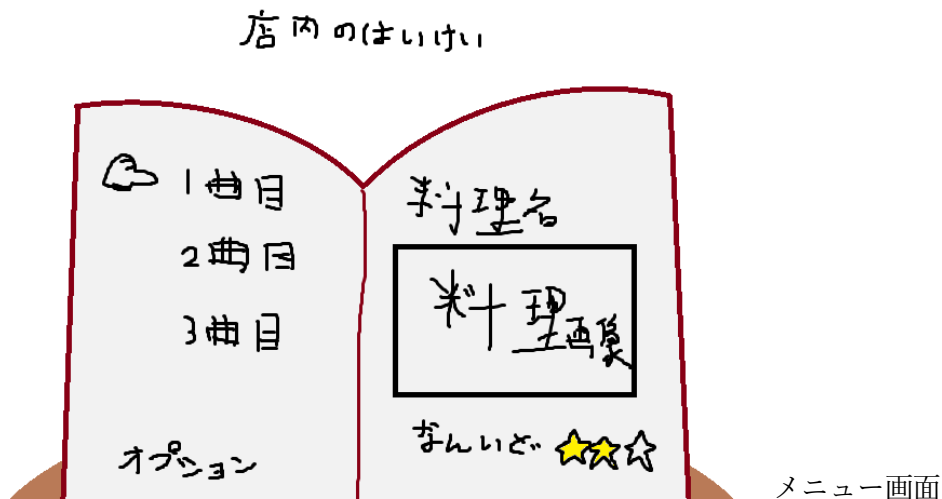 店内のはいけい
1曲目
2曲目
3曲目
オプション
料理名
料理画像
なんいど
メニュー画面